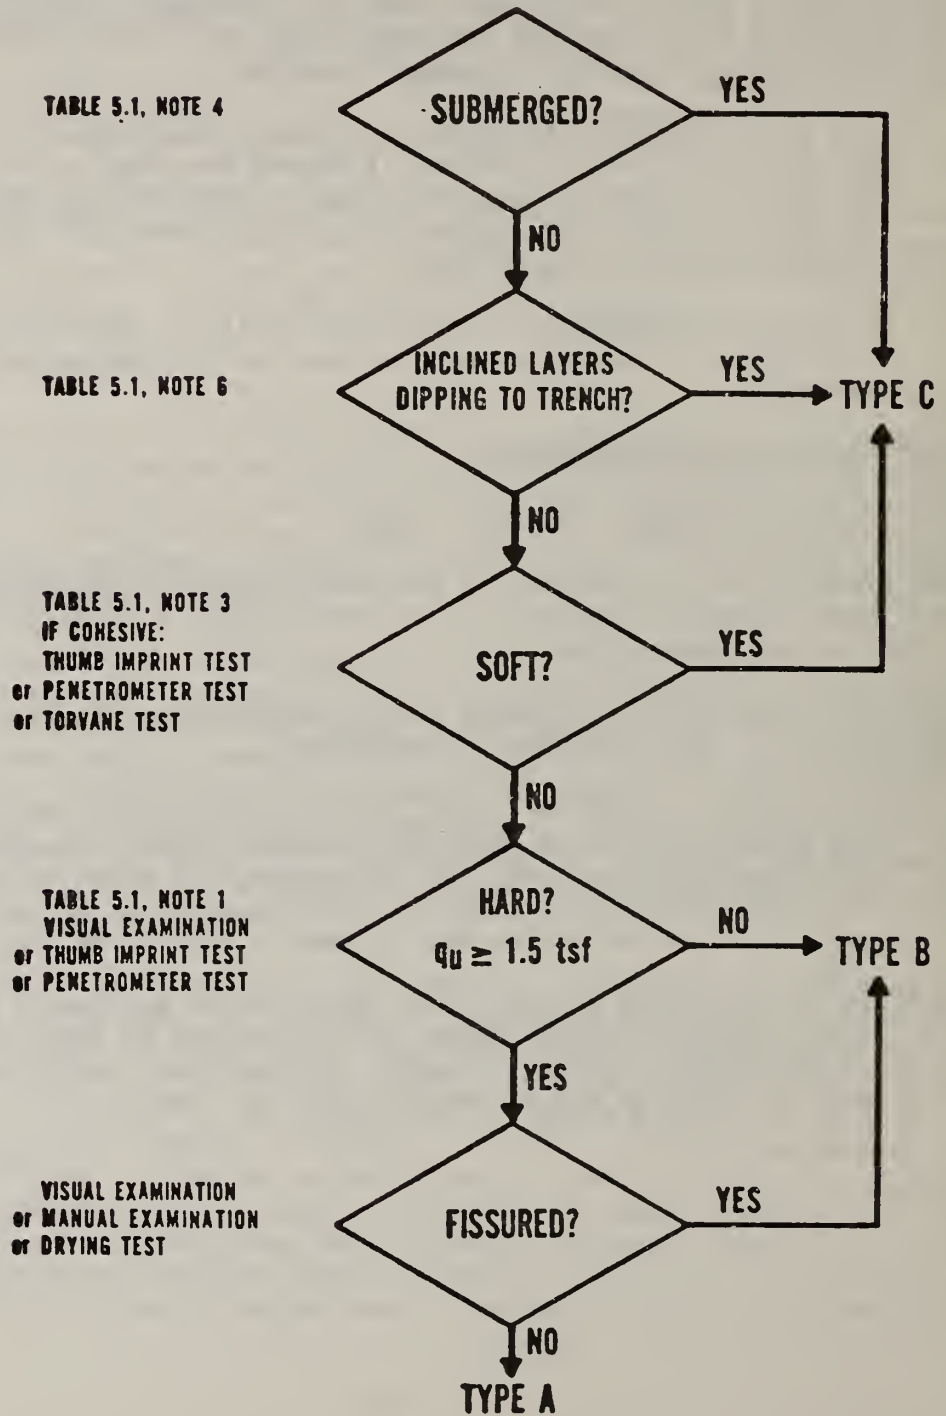 TABLE 5.1, NOTE 4
SUBMERGED?
YES
NO
TABLE 5.1, NOTE 6
INCLINED LAYERS
DIPPING TO TRENCH?
YES
TYPE C
NO
TABLE 5.1, NOTE 3
IF COHESIVE:
THUMB IMPRINT TEST
or PENETROMETER TEST
or TORVANE TEST
SOFT?
YES
NO
TABLE 5.1, NOTE 1
VISUAL EXAMINATION
or THUMB IMPRINT TEST
or PENETROMETER TEST
HARD?
qu ≥ 1.5 tsf
NO
TYPE B
YES
VISUAL EXAMINATION
or MANUAL EXAMINATION
or DRYING TEST
FISSURED?
YES
NO
TYPE A